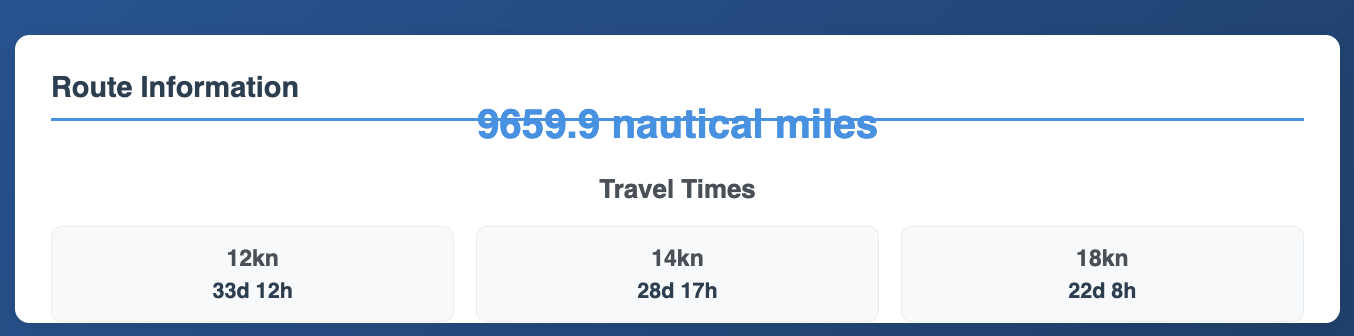 Route Information
9659.9 nautical miles
Travel Times
12kn
33d 12h
14kn
28d 17h
18kn
22d 8h